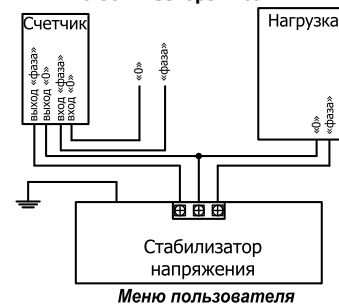 Счетчик
Нагрузка
выход «фаза»
выход «0»
вход «фаза»
вход «0»
«0»
«фаза»
«0»
«фаза»
Стабилизатор
напряжения
Меню пользователя